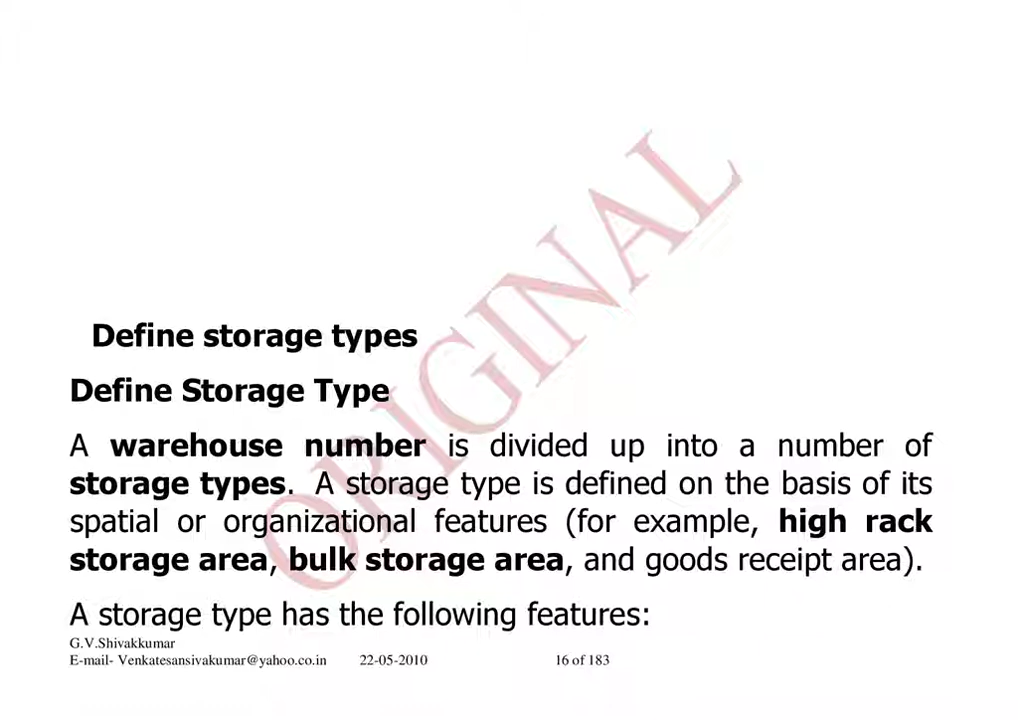 ORIGINAL
Define storage types
Define Storage Type
A warehouse number is divided up into a number of
storage types. A storage type is defined on the basis of its
spatial or organizational features (for example, high rack
storage area, bulk storage area, and goods receipt area).
A storage type has the following features:
G.V.Shivakkumar
E-mail- Venkatesansivakumar@yahoo.co.in 22-05-2010 16 of 183